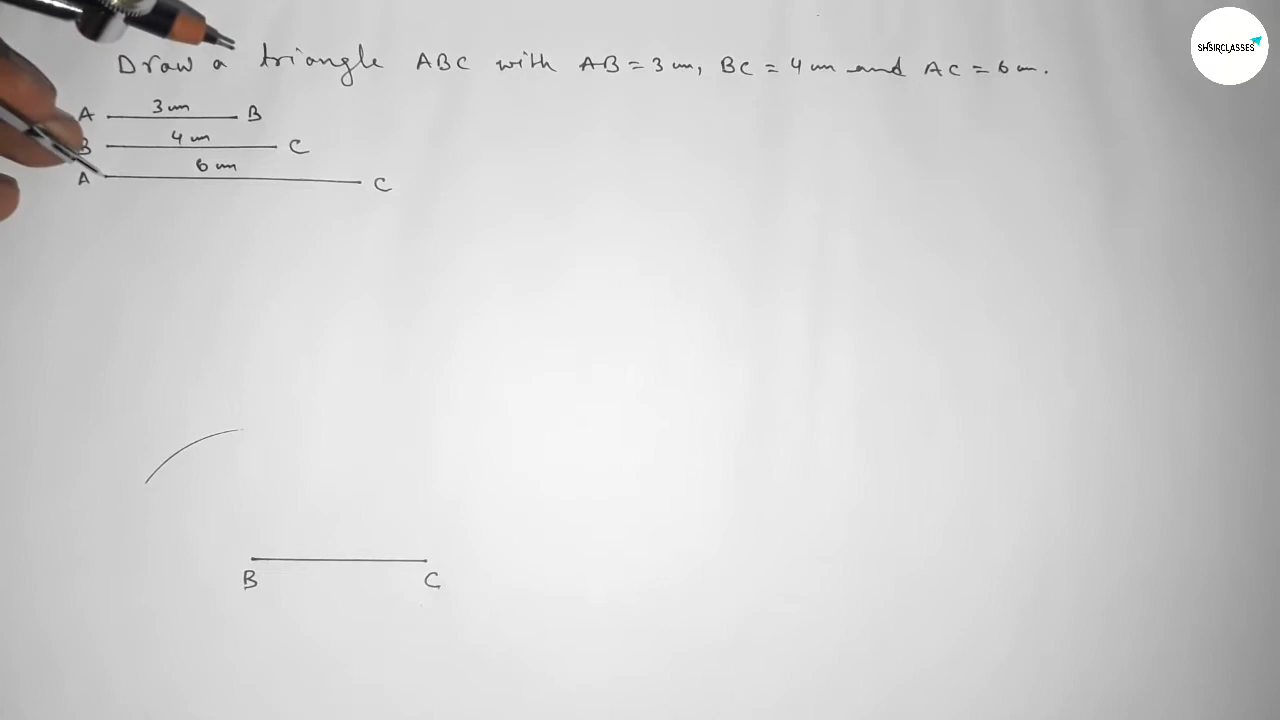 Draw a triangle ABC with AB = 3 cm, BC = 4 cm and AC = 6 cm.
SHSIRCLASSES
A 3 cm B
B 4 cm C
A 6 cm C
B C